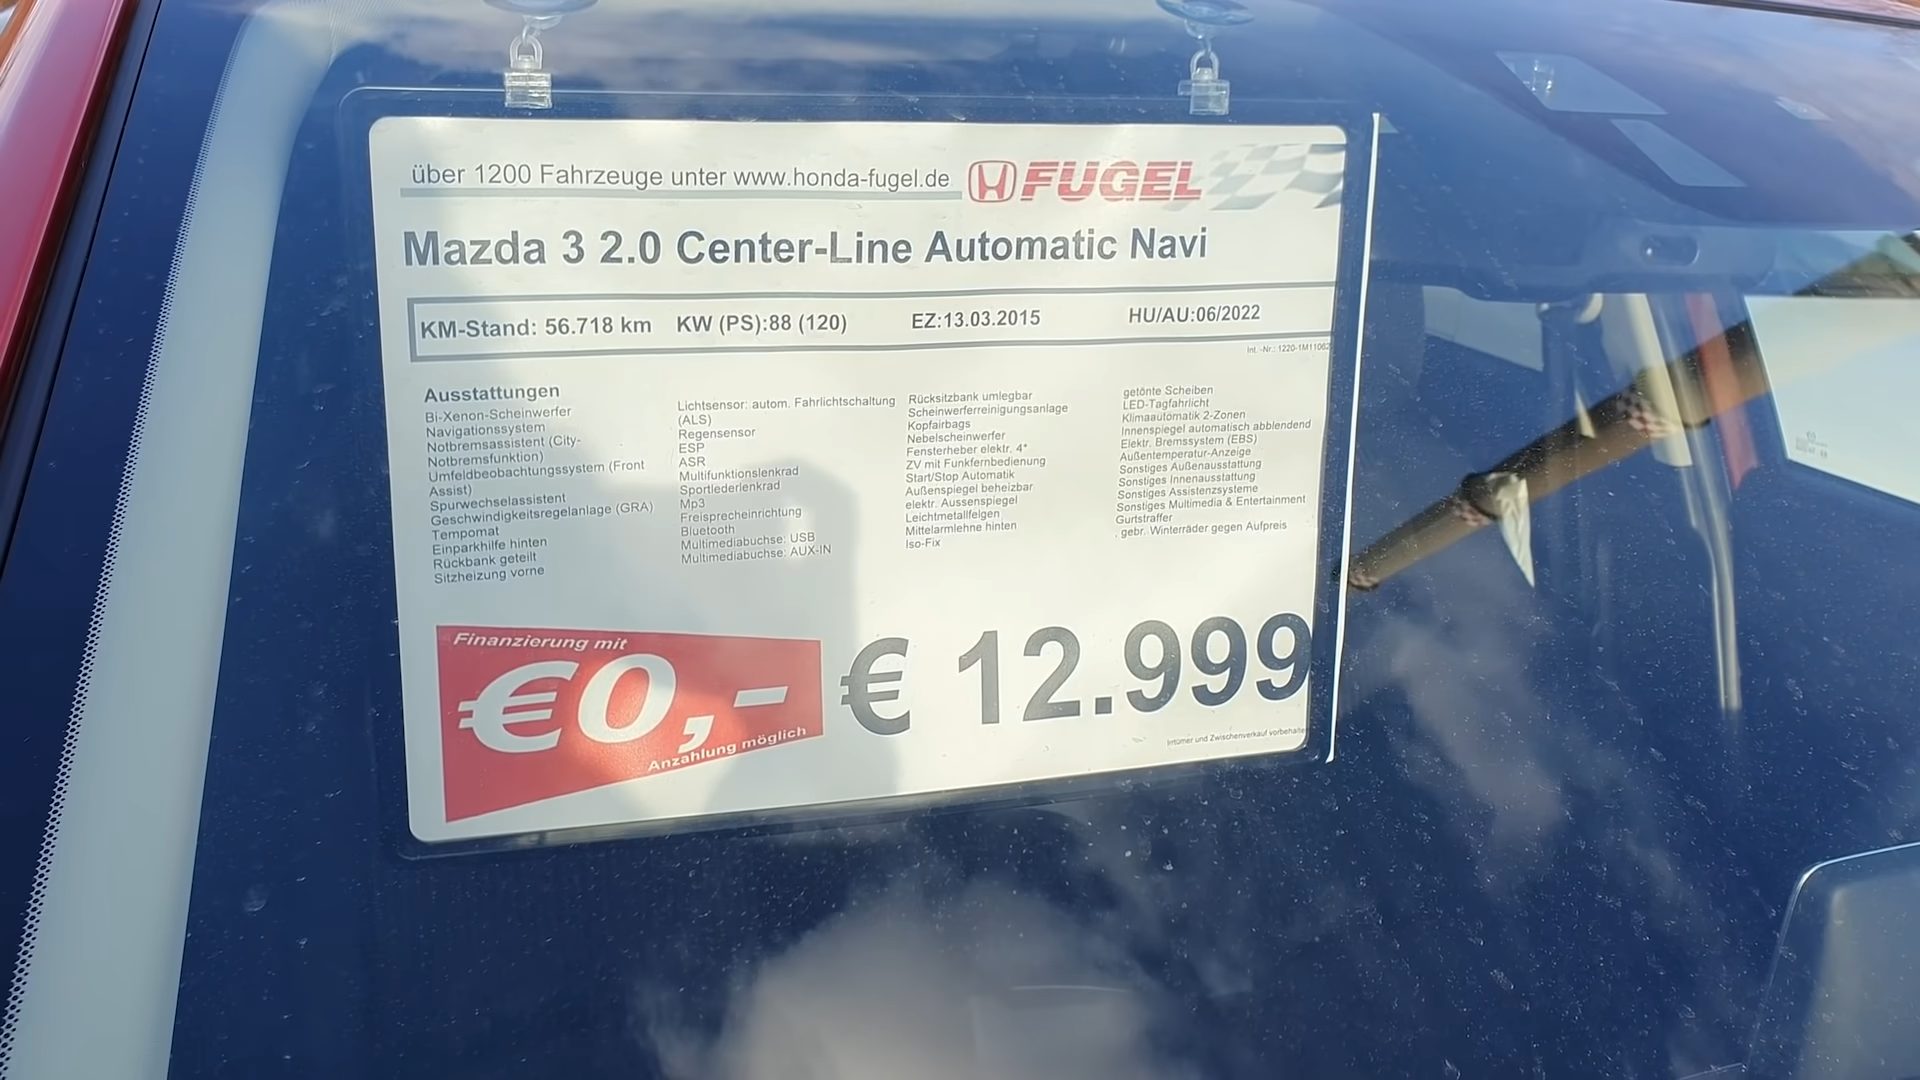 über 1200 Fahrzeuge unter www.honda-fugel.de
FUGEL
Mazda 3 2.0 Center-Line Automatic Navi
KM-Stand: 56.718 km KW (PS):88 (120) EZ:13.03.2015 HU/AU:06/2022
Int.-Nr.: 1220-1M11062
Ausstattungen
Bi-Xenon-Scheinwerfer
Navigationssystem
Notbremsassistent (City-
Notbremsfunktion)
Umfeldbeobachtungssystem (Front
Assist)
Spurwechselassistent
Geschwindigkeitsregelanlage (GRA)
Tempomat
Einparkhilfe hinten
Rückbank geteilt
Sitzheizung vorne
Lichtsensor: autom. Fahrlichtschaltung
(ALS)
Regensensor
ESP
ASR
Multifunktionslenkrad
Sportlederlenkrad
Mp3
Freisprecheinrichtung
Bluetooth
Multimediabuchse: USB
Multimediabuchse: AUX-IN
Rücksitzbank umlegbar
Scheinwerferreinigungsanlage
Kopfairbags
Nebelscheinwerfer
Fensterheber elektr. 4*
ZV mit Funkfernbedienung
Start/Stop Automatik
Außenspiegel beheizbar
elektr. Aussenspiegel
Leichtmetallfelgen
Mittelarmlehne hinten
Iso-Fix
getönte Scheiben
LED-Tagfahrlicht
Klimaautomatik 2-Zonen
Innenspiegel automatisch abblendend
Elektr. Bremssystem (EBS)
Außentemperatur-Anzeige
Sonstiges Außenausstattung
Sonstiges Innenausstattung
Sonstiges Assistenzsysteme
Sonstiges Multimedia & Entertainment
Gurtstraffer
, gebr. Winterräder gegen Aufpreis
Finanzierung mit
€0,-
Anzahlung möglich
€ 12.999
Irrtümer und Zwischenverkauf vorbehalte